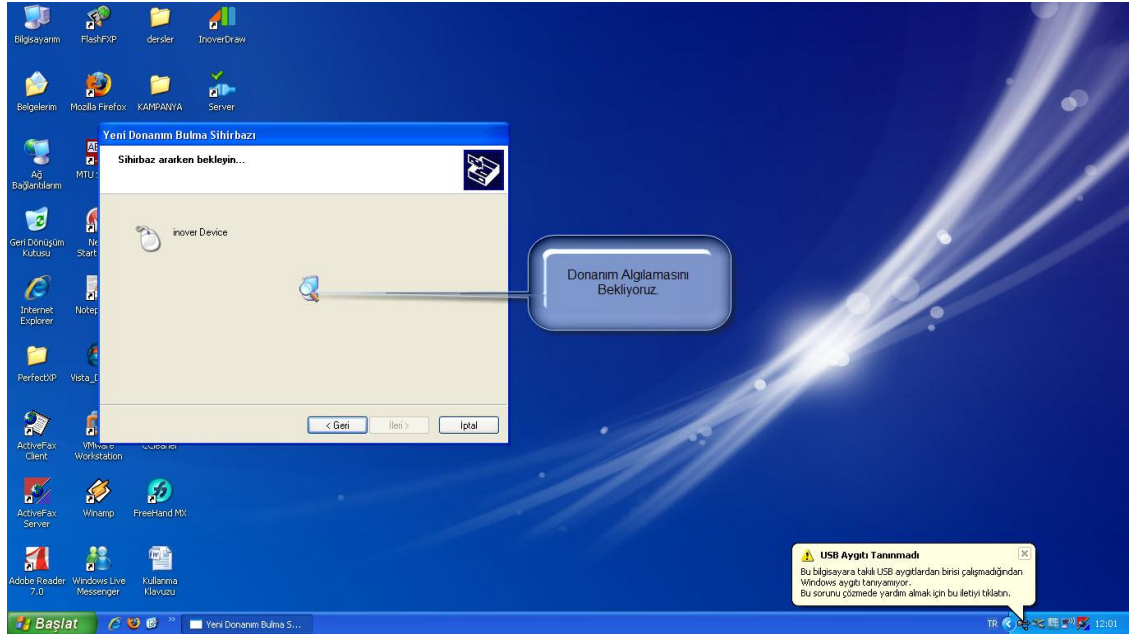 Bilgisayarım
FlashFXP
dersler
InoverDraw
Belgelerim
Mozilla Firefox
KAMPANYA
Server
Ağ
Bağlantılarım
MTU
Geri Dönüşüm
Kutusu
Ne
Start
Internet
Explorer
Notep
PerfectXP
Vista_D
ActiveFax
Client
VMware
Workstation
CCleaner
ActiveFax
Server
Winamp
FreeHand MX
Adobe Reader
7.0
Windows Live
Messenger
Kullanma
Klavuzu
Yeni Donanım Bulma Sihirbazı
Sihirbaz ararken bekleyin...
inover Device
< Geri
İleri >
İptal
Donanım Algılamasını
Bekliyoruz.
USB Aygıtı Tanınmadı
Bu bilgisayara takılı USB aygıtlardan birisi çalışmadığından
Windows aygıtı tanıyamıyor.
Bu sorunu çözmede yardım almak için bu iletiyi tıklatın.
Başlat
Yeni Donanım Bulma S...
TR
12:01